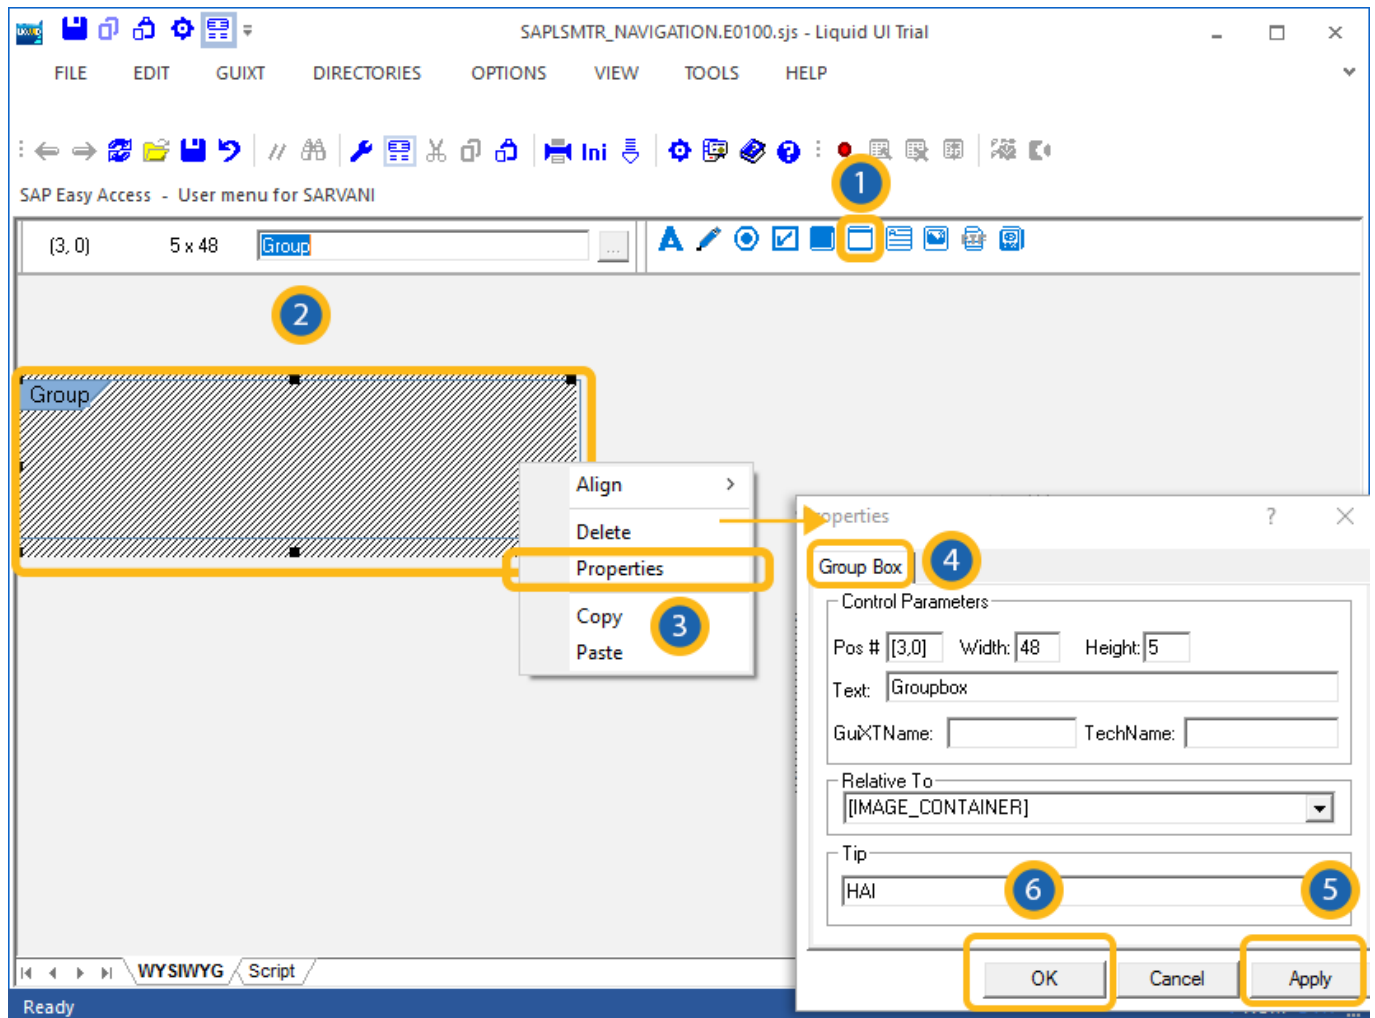 SAPLSMTR_NAVIGATION.E0100.sjs - Liquid UI Trial
FILE EDIT GUIXT DIRECTORIES OPTIONS VIEW TOOLS HELP
Ini
1
SAP Easy Access - User menu for SARVANI
(3, 0) 5 x 48 Group ...
2
Group
Align
Delete
Properties
Copy
Paste
3
operties ?
Group Box
4
Control Parameters
Pos # [3,0] Width: 48 Height: 5
Text: Groupbox
GuiXTName: TechName:
Relative To
[IMAGE_CONTAINER]
Tip
HAI
6
5
OK Cancel Apply
WYSIWYG Script
Ready